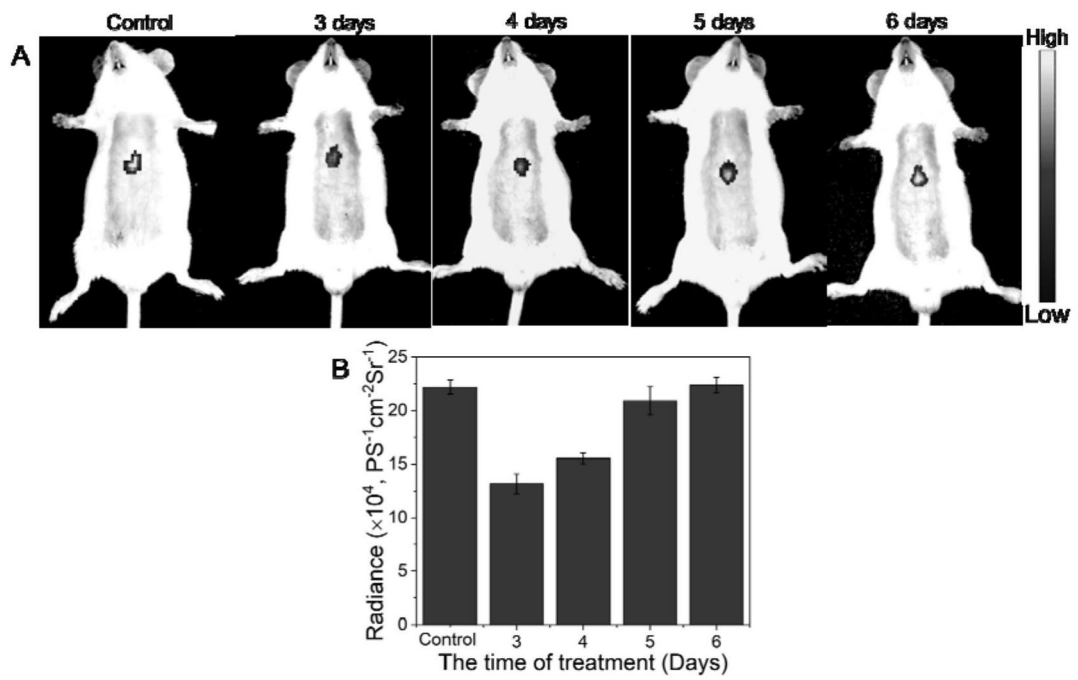 Control 3 days 4 days 5 days 6 days
A
High
Low
B
Radiance (×10⁴, PS⁻¹cm⁻²Sr⁻¹)
25
20
15
10
5
0
Control 3 4 5 6
The time of treatment (Days)